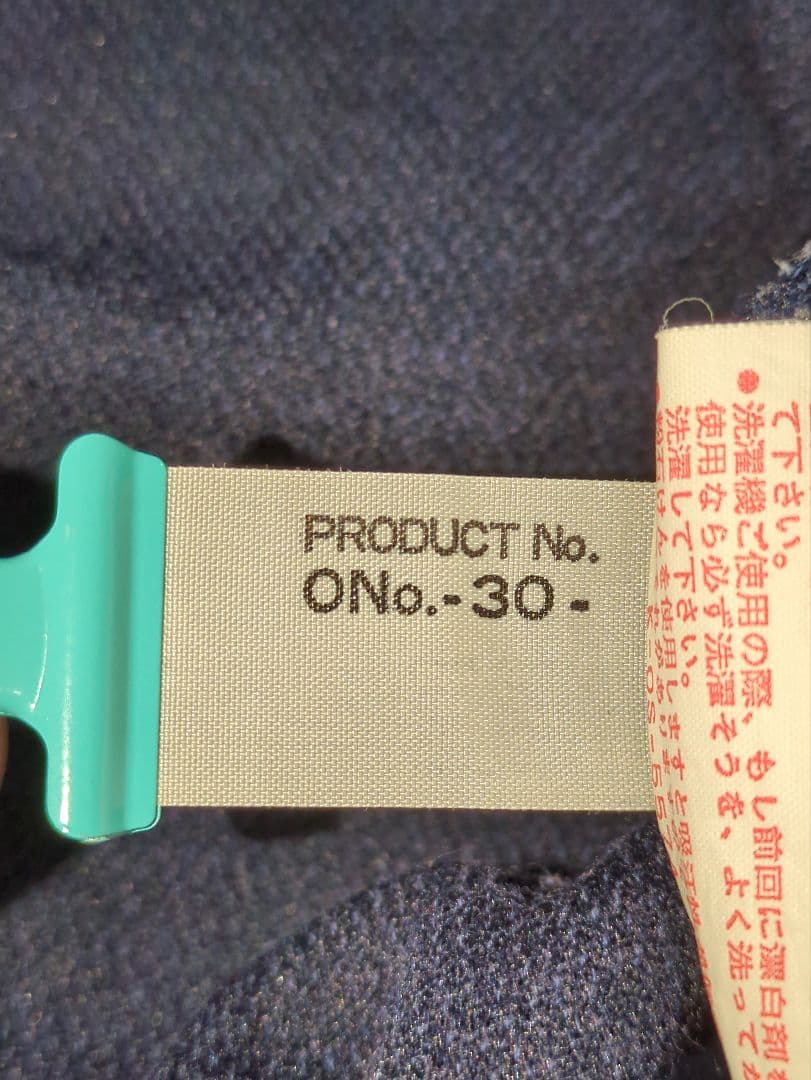 PRODUCT No.
ONo.-30-
て下さい。
●洗濯機ご使用の際、もし前回に漂白剤を
使用なら必ず洗濯そうを、よく洗ってか
洗濯して下さい。